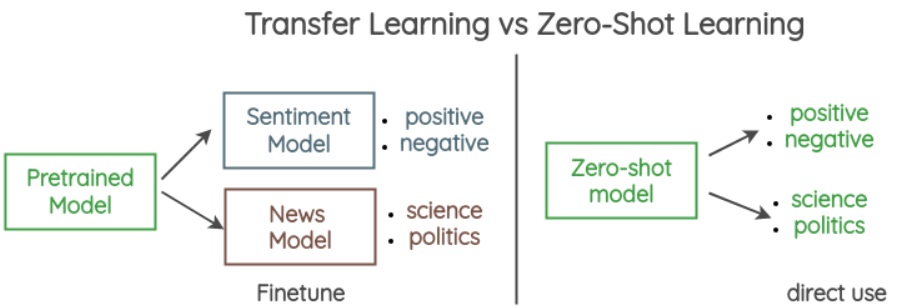 Transfer Learning vs Zero-Shot Learning
Pretrained
Model
Sentiment
Model
• positive
• negative
News
Model
• science
• politics
Finetune
Zero-shot
model
• positive
• negative
• science
• politics
direct use